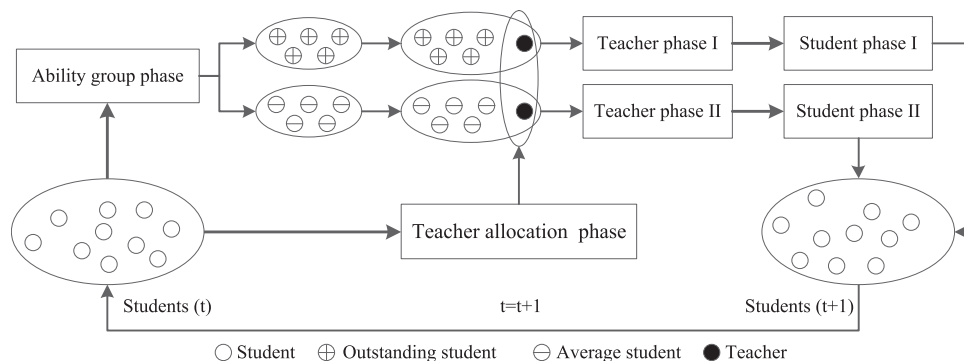 Ability group phase
Teacher phase I
Student phase I
Teacher phase II
Student phase II
Teacher allocation phase
Students (t)
t=t+1
Students (t+1)
Student
Outstanding student
Average student
Teacher